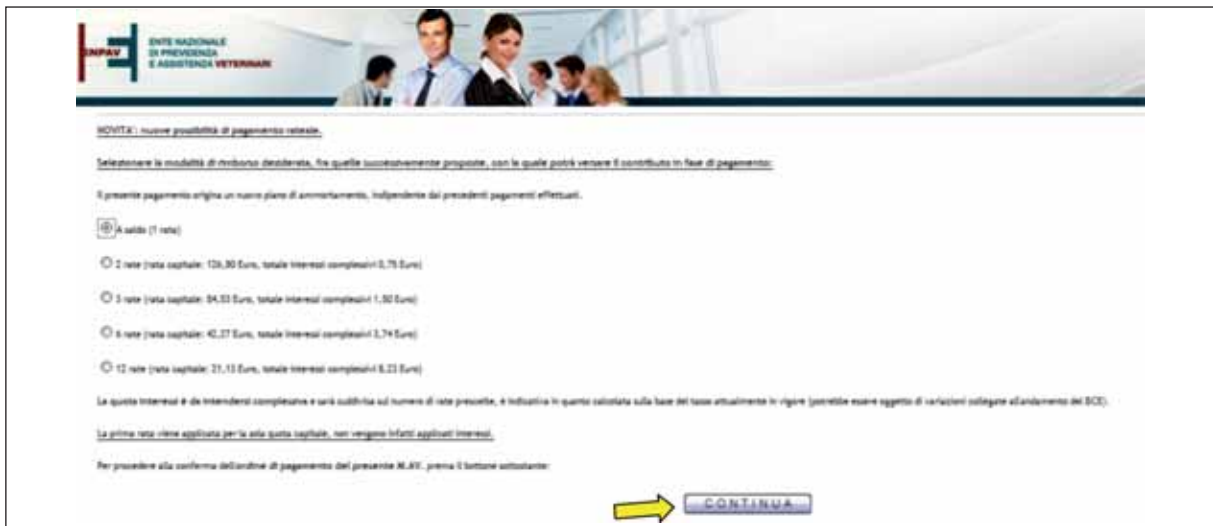 ENPAV
ENTE NAZIONALE
DI PREVIDENZA
E ASSISTENZA VETERINARI
NOVITA': nuove possibilità di pagamento rateale.
Selezionare la modalità di rimborso desiderata, fra quelle successivamente proposte, con la quale potrà versare il contributo in fase di pagamento:
Il presente pagamento origina un nuovo piano di ammortamento, indipendente dai precedenti pagamenti effettuati.
A saldo (1 rata)
2 rate (rata capitale: 126,80 Euro, totale interessi complessivi 0,75 Euro)
3 rate (rata capitale: 84,53 Euro, totale interessi complessivi 1,50 Euro)
6 rate (rata capitale: 42,27 Euro, totale interessi complessivi 3,74 Euro)
12 rate (rata capitale: 21,13 Euro, totale interessi complessivi 8,23 Euro)
La quota interessi è da intendersi complessiva e sarà suddivisa sul numero di rate prescelte, è indicativa in quanto calcolata sulla base del tasso attualmente in vigore (potrebbe essere oggetto di variazioni collegate all'andamento del BCE).
La prima rata viene applicata per la sola quota capitale, non vengono infatti applicati interessi.
Per procedere alla conferma dell'ordine di pagamento del presente M.AV. prema il bottone sottostante:
CONTINUA